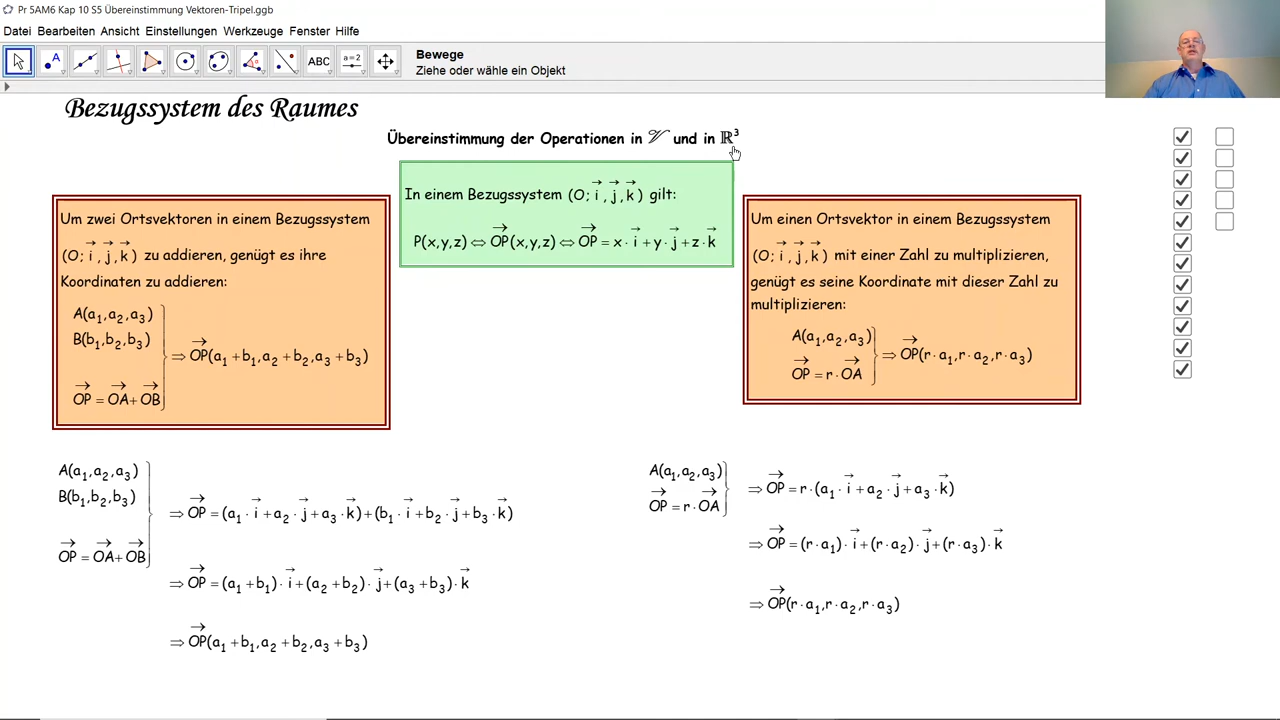 Pr 5AM6 Kap 10 S5 Übereinstimmung Vektoren-Tripel.ggb
Datei Bearbeiten Ansicht Einstellungen Werkzeuge Fenster Hilfe
A ABC a=2
Bewege
Ziehe oder wähle ein Objekt
Bezugssystem des Raumes
Übereinstimmung der Operationen in 𝒱 und in ℝ³
In einem Bezugssystem (O; i⃗, j⃗, k⃗) gilt:
P(x,y,z) ⇔ OP⃗(x,y,z) ⇔ OP⃗ = x · i⃗ + y · j⃗ + z · k⃗
Um zwei Ortsvektoren in einem Bezugssystem
(O; i⃗, j⃗, k⃗) zu addieren, genügt es ihre
Koordinaten zu addieren:
A(a₁,a₂,a₃)
B(b₁,b₂,b₃)
⇒ OP⃗(a₁+b₁,a₂+b₂,a₃+b₃)
OP⃗ = OA⃗ + OB⃗
Um einen Ortsvektor in einem Bezugssystem
(O; i⃗, j⃗, k⃗) mit einer Zahl zu multiplizieren,
genügt es seine Koordinate mit dieser Zahl zu
multiplizieren:
A(a₁,a₂,a₃)
⇒ OP⃗(r·a₁,r·a₂,r·a₃)
OP⃗ = r · OA⃗
A(a₁,a₂,a₃)
B(b₁,b₂,b₃)
OP⃗ = OA⃗ + OB⃗
⇒ OP⃗ = (a₁ · i⃗ + a₂ · j⃗ + a₃ · k⃗) + (b₁ · i⃗ + b₂ · j⃗ + b₃ · k⃗)
⇒ OP⃗ = (a₁+b₁) · i⃗ + (a₂+b₂) · j⃗ + (a₃+b₃) · k⃗
⇒ OP⃗(a₁+b₁,a₂+b₂,a₃+b₃)
A(a₁,a₂,a₃)
OP⃗ = r · OA⃗
⇒ OP⃗ = r · (a₁ · i⃗ + a₂ · j⃗ + a₃ · k⃗)
⇒ OP⃗ = (r·a₁) · i⃗ + (r·a₂) · j⃗ + (r·a₃) · k⃗
⇒ OP⃗(r·a₁,r·a₂,r·a₃)